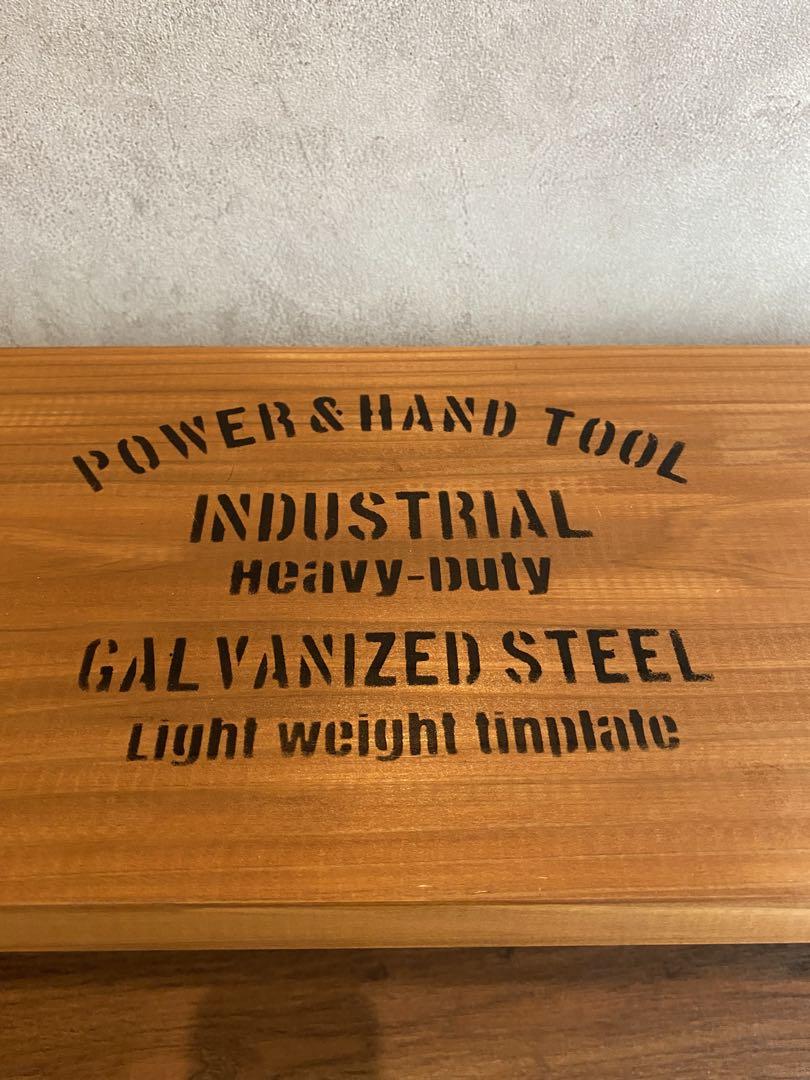 POWER&HAND TOOL
INDUSTRIAL
Heavy-Duty
GALVANIZED STEEL
Light weight tinplate